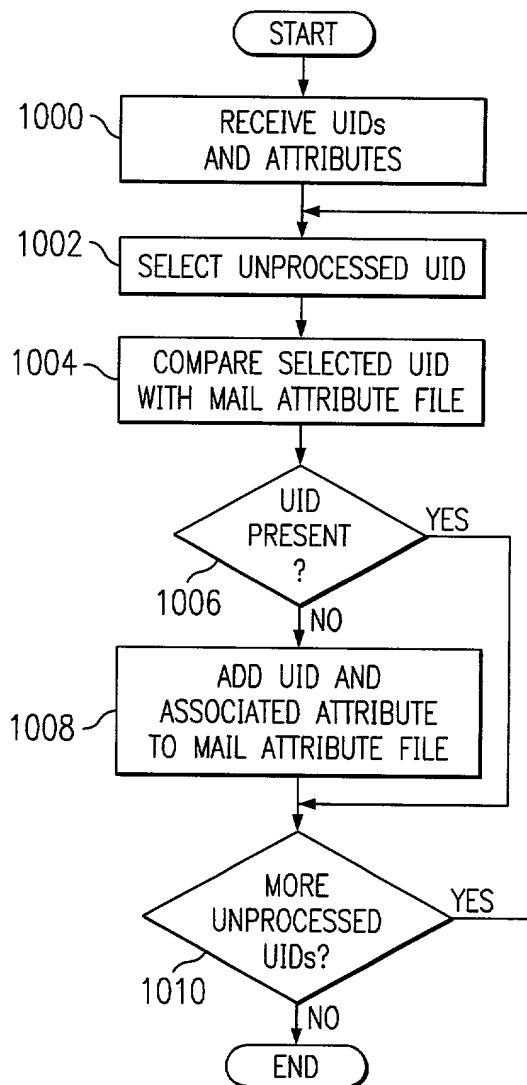 START
1000
RECEIVE UIDs
AND ATTRIBUTES
1002
SELECT UNPROCESSED UID
1004
COMPARE SELECTED UID
WITH MAIL ATTRIBUTE FILE
UID
PRESENT
?
YES
1006
NO
1008
ADD UID AND
ASSOCIATED ATTRIBUTE
TO MAIL ATTRIBUTE FILE
MORE
UNPROCESSED
UIDs?
YES
1010
NO
END